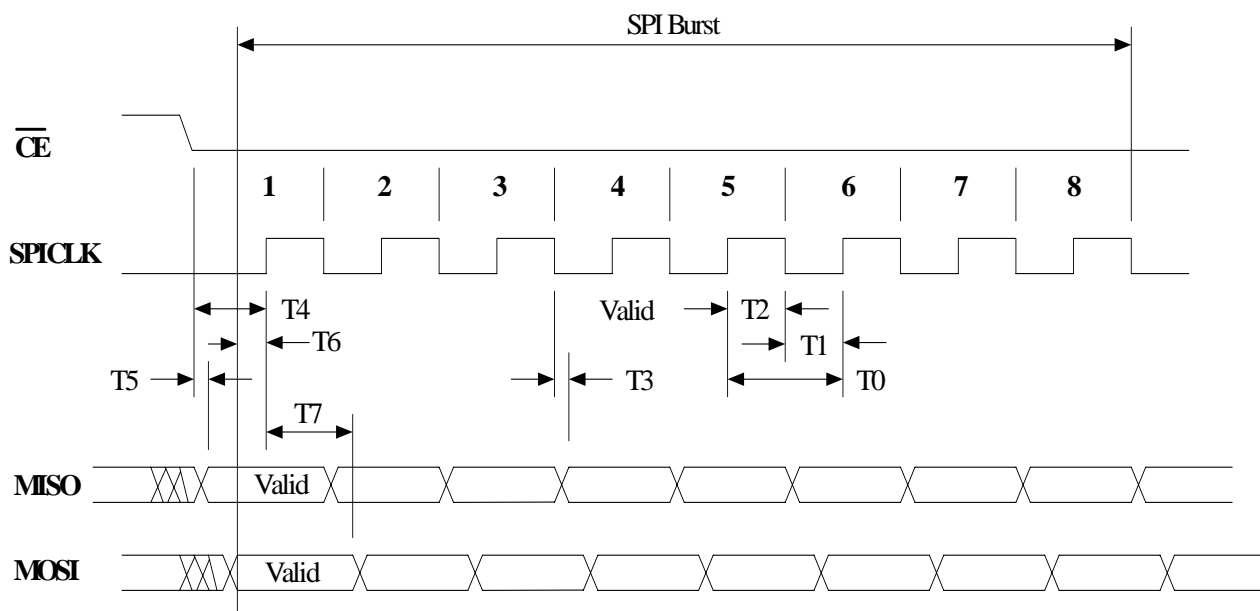 SPI Burst
CE
1 2 3 4 5 6 7 8
SPICLK
T4 Valid T2
T6 T1
T5 T3 T0
T7
MISO Valid
MOSI Valid